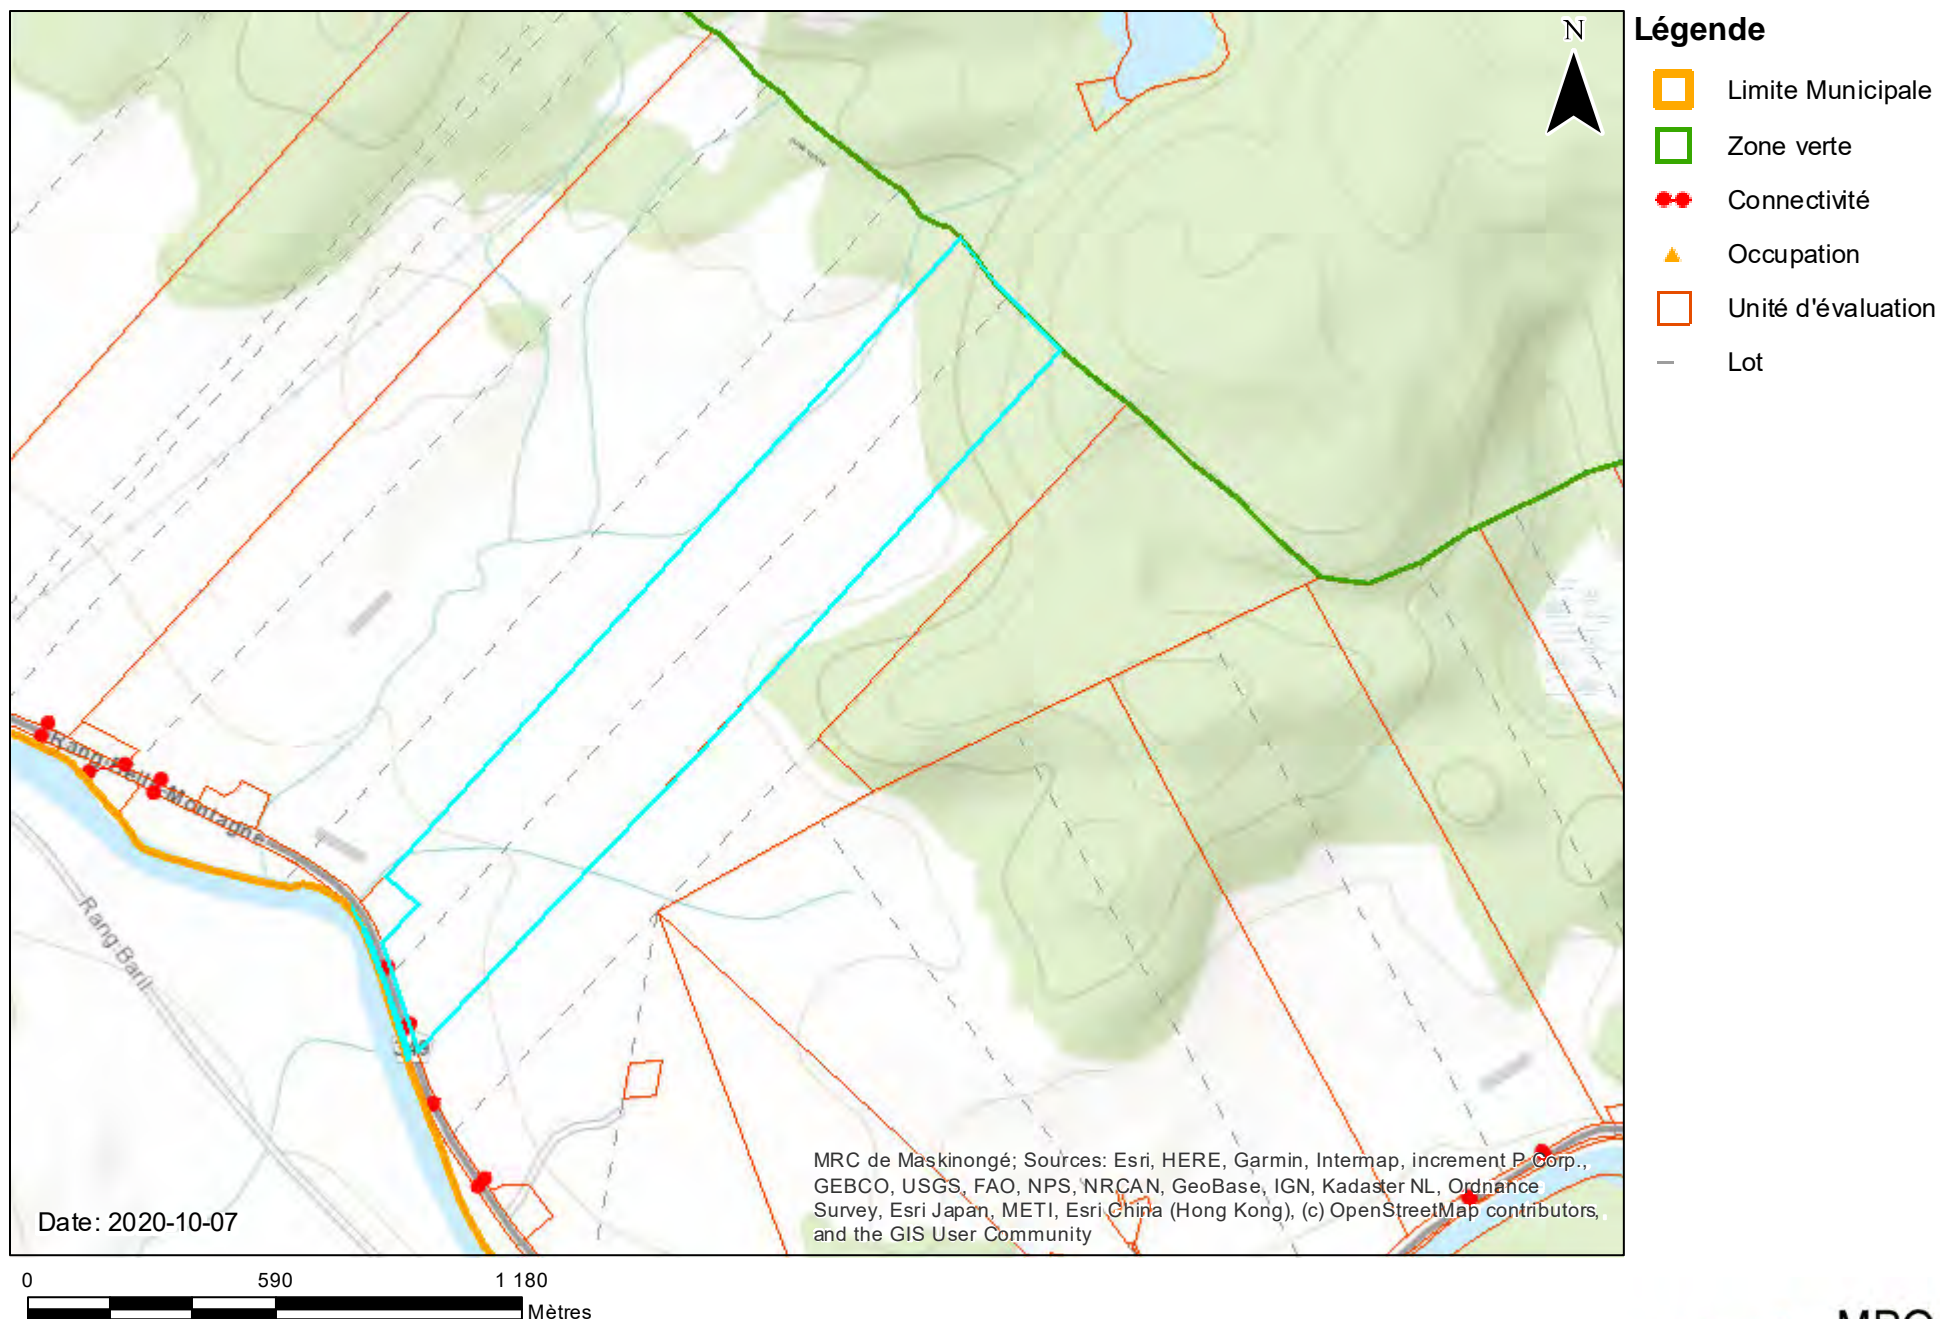 N
Légende
Limite Municipale
Zone verte
Connectivité
Occupation
Unité d'évaluation
Lot
Montagne
Rang Baril
MRC de Maskinongé; Sources: Esri, HERE, Garmin, Intermap, increment P Corp.,
GEBCO, USGS, FAO, NPS, NRCAN, GeoBase, IGN, Kadaster NL, Ordnance
Survey, Esri Japan, METI, Esri China (Hong Kong), (c) OpenStreetMap contributors,
and the GIS User Community
Date: 2020-10-07
0 590 1 180
Mètres